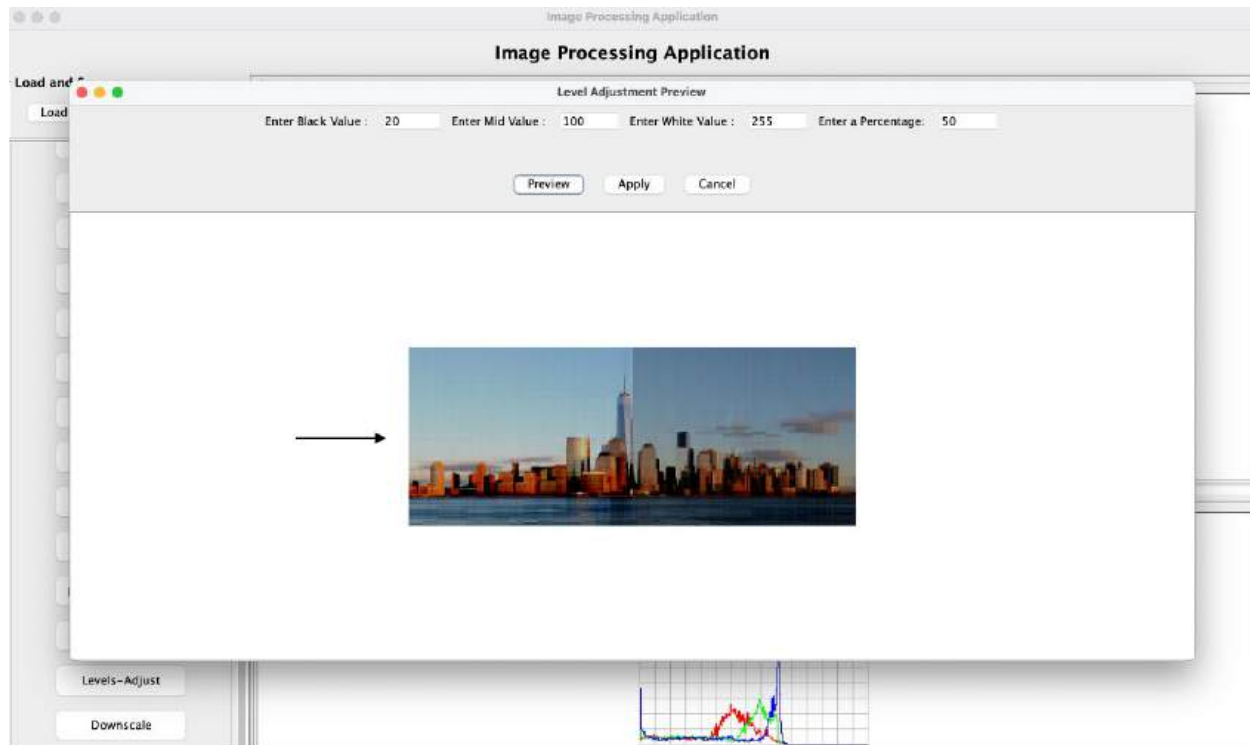 Image Processing Application
Image Processing Application
Load and
Load
Level Adjustment Preview
Enter Black Value : 20 Enter Mid Value : 100 Enter White Value : 255 Enter a Percentage: 50
Preview Apply Cancel
Levels-Adjust
Downscale